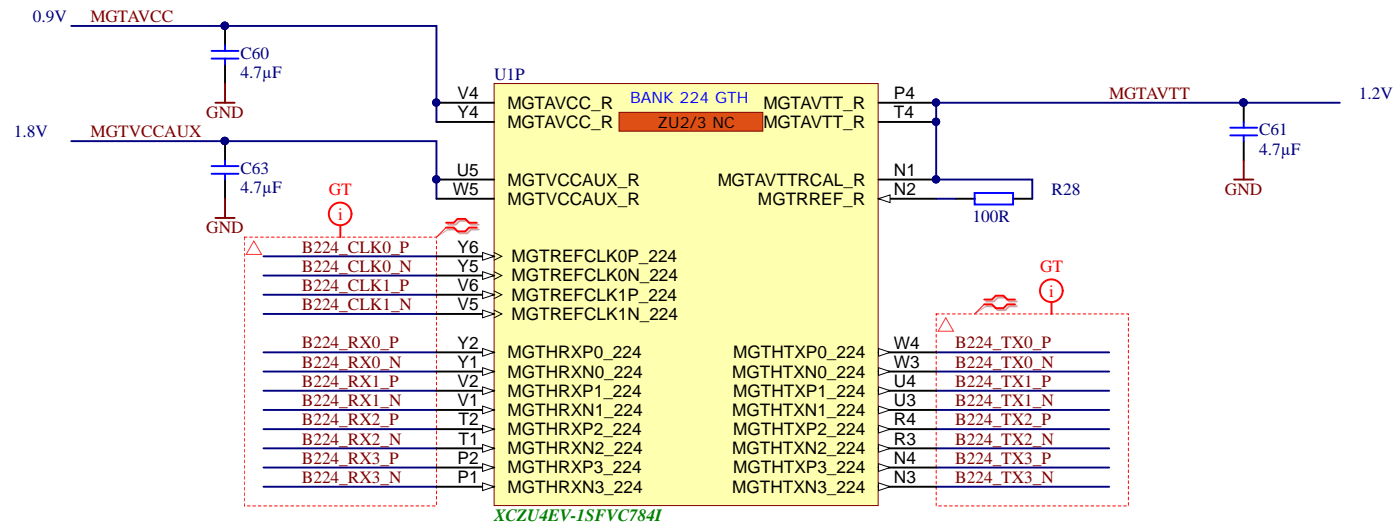 0.9V MGTAVCC
C60
4.7µF
GND
1.8V MGTVCCAUX
C63
4.7µF
GND
U1P
BANK 224 GTH
ZU2/3 NC
V4 MGTAVCC_R
Y4 MGTAVCC_R
U5 MGTVCCAUX_R
W5 MGTVCCAUX_R
MGTAVTT_R P4
MGTAVTT_R T4
MGTAVTTRCAL_R N1
MGTRREF_R N2
MGTAVTT 1.2V
C61
4.7µF
GND
R28
100R
GT
i
B224_CLK0_P Y6 MGTREFCLK0P_224
B224_CLK0_N Y5 MGTREFCLK0N_224
B224_CLK1_P V6 MGTREFCLK1P_224
B224_CLK1_N V5 MGTREFCLK1N_224
B224_RX0_P Y2 MGTHRXP0_224
B224_RX0_N Y1 MGTHRXN0_224
B224_RX1_P V2 MGTHRXP1_224
B224_RX1_N V1 MGTHRXN1_224
B224_RX2_P T2 MGTHRXP2_224
B224_RX2_N T1 MGTHRXN2_224
B224_RX3_P P2 MGTHRXP3_224
B224_RX3_N P1 MGTHRXN3_224
GT
i
MGTHTXP0_224 W4 B224_TX0_P
MGTHTXN0_224 W3 B224_TX0_N
MGTHTXP1_224 U4 B224_TX1_P
MGTHTXN1_224 U3 B224_TX1_N
MGTHTXP2_224 R4 B224_TX2_P
MGTHTXN2_224 R3 B224_TX2_N
MGTHTXP3_224 N4 B224_TX3_P
MGTHTXN3_224 N3 B224_TX3_N
XCZU4EV-1SFVC784I